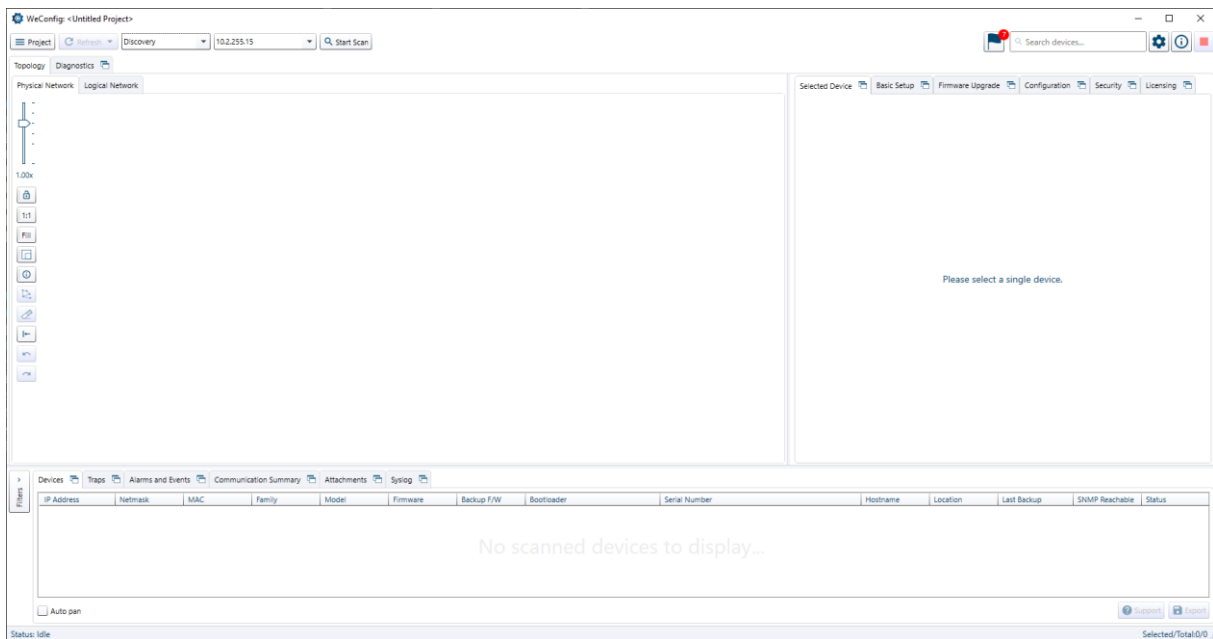 WeConfig: <Untitled Project>
Project Refresh Discovery 10.2.255.15 Start Scan 7 Search devices...
Topology Diagnostics
Physical Network Logical Network
Selected Device Basic Setup Firmware Upgrade Configuration Security Licensing
1.00x
1:1
Fill
Please select a single device.
Filters
Devices Traps Alarms and Events Communication Summary Attachments Syslog
IP Address Netmask MAC Family Model Firmware Backup F/W Bootloader Serial Number Hostname Location Last Backup SNMP Reachable Status
No scanned devices to display...
Auto pan
Support Export
Status: Idle
Selected/Total:0/0